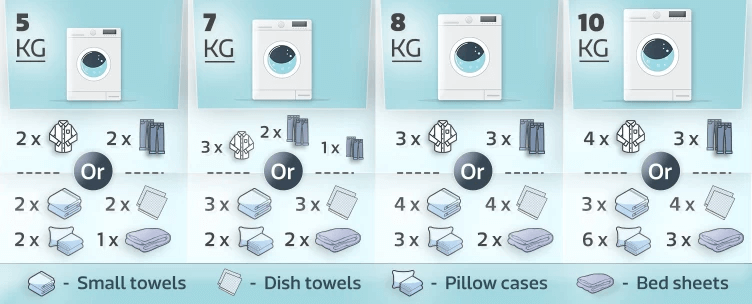 5
KG
7
KG
8
KG
10
KG
2 x 2 x
3 x 2 x 1 x
3 x 3 x
4 x 3 x
Or Or Or Or
2 x 2 x
3 x 3 x
4 x 4 x
3 x 4 x
2 x 1 x
2 x 2 x
3 x 2 x
6 x 3 x
- Small towels - Dish towels - Pillow cases - Bed sheets